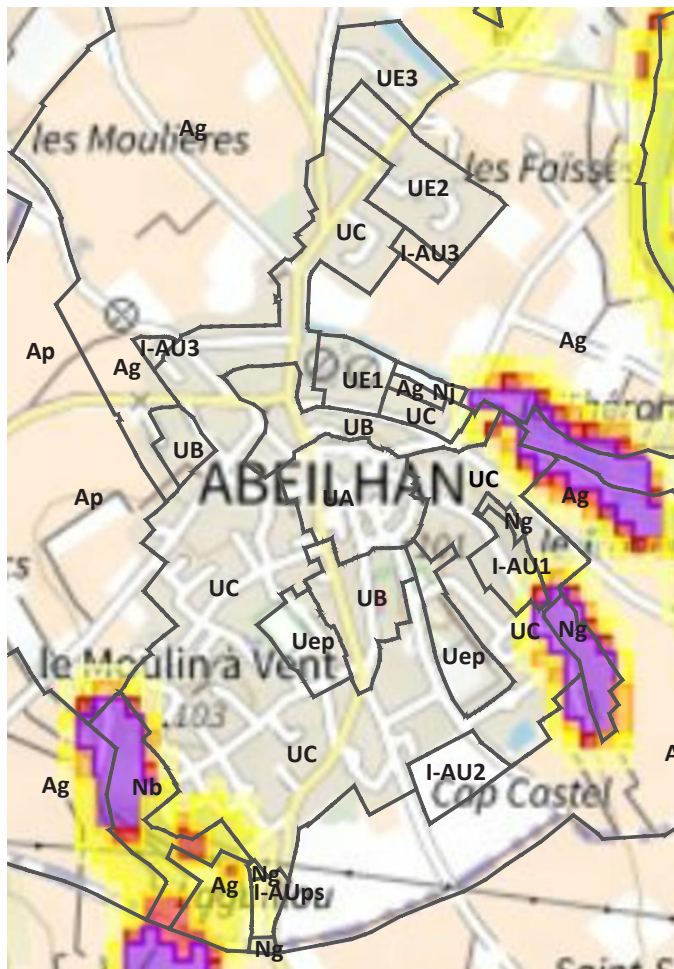 UE3
Ag
les Moulières
les Faïsse
UE2
UC
I-AU3
Ag
I-AU3
Ap
Ag
UE1
Ag
Nj
UC
UB
UB
ABEILHAN
UC
UA
Ap
Ag
Ng
I-AU1
UC
UB
Uep
UC
Ng
Uep
le Moulin à Vent
103
UC
I-AU2
Ag
Nb
Cap Castel
Ng
Ag
I-AUps
Ng